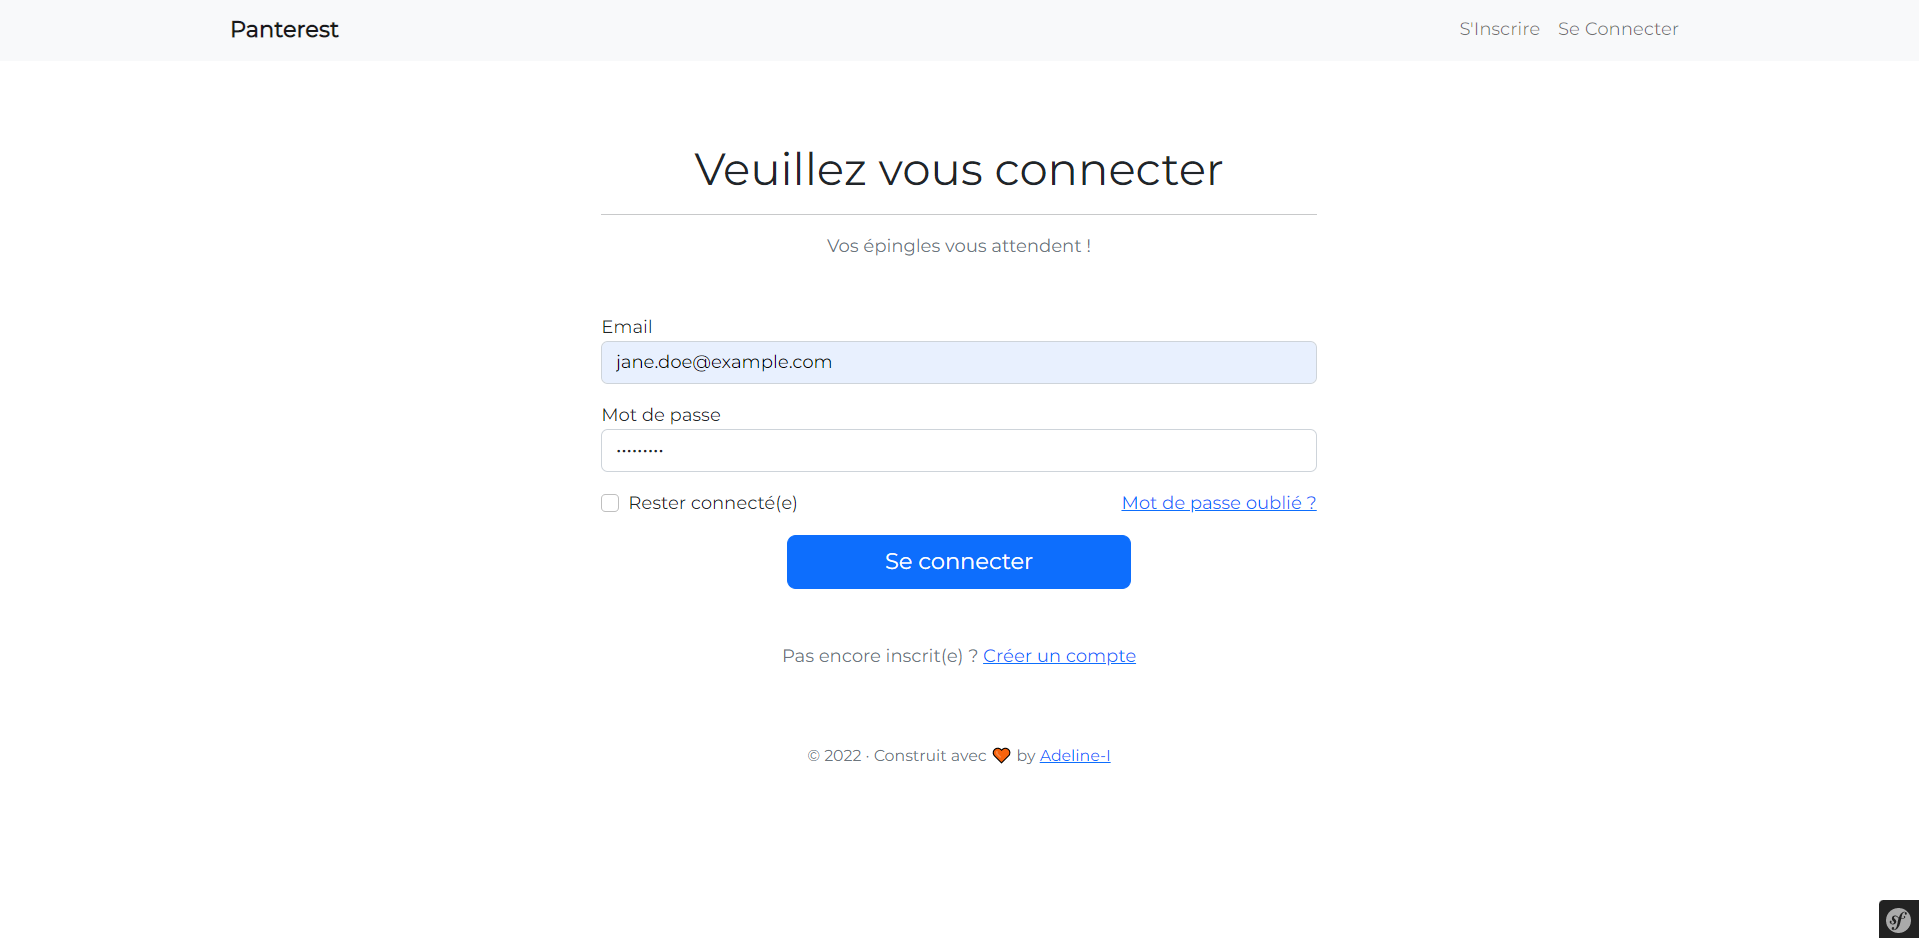 Panterest
S'Inscrire Se Connecter
Veuillez vous connecter
Vos épingles vous attendent !
Email
jane.doe@example.com
Mot de passe
•••••••••
Rester connecté(e) Mot de passe oublié ?
Se connecter
Pas encore inscrit(e) ? Créer un compte
© 2022 · Construit avec 🧡 by Adeline-I
sf